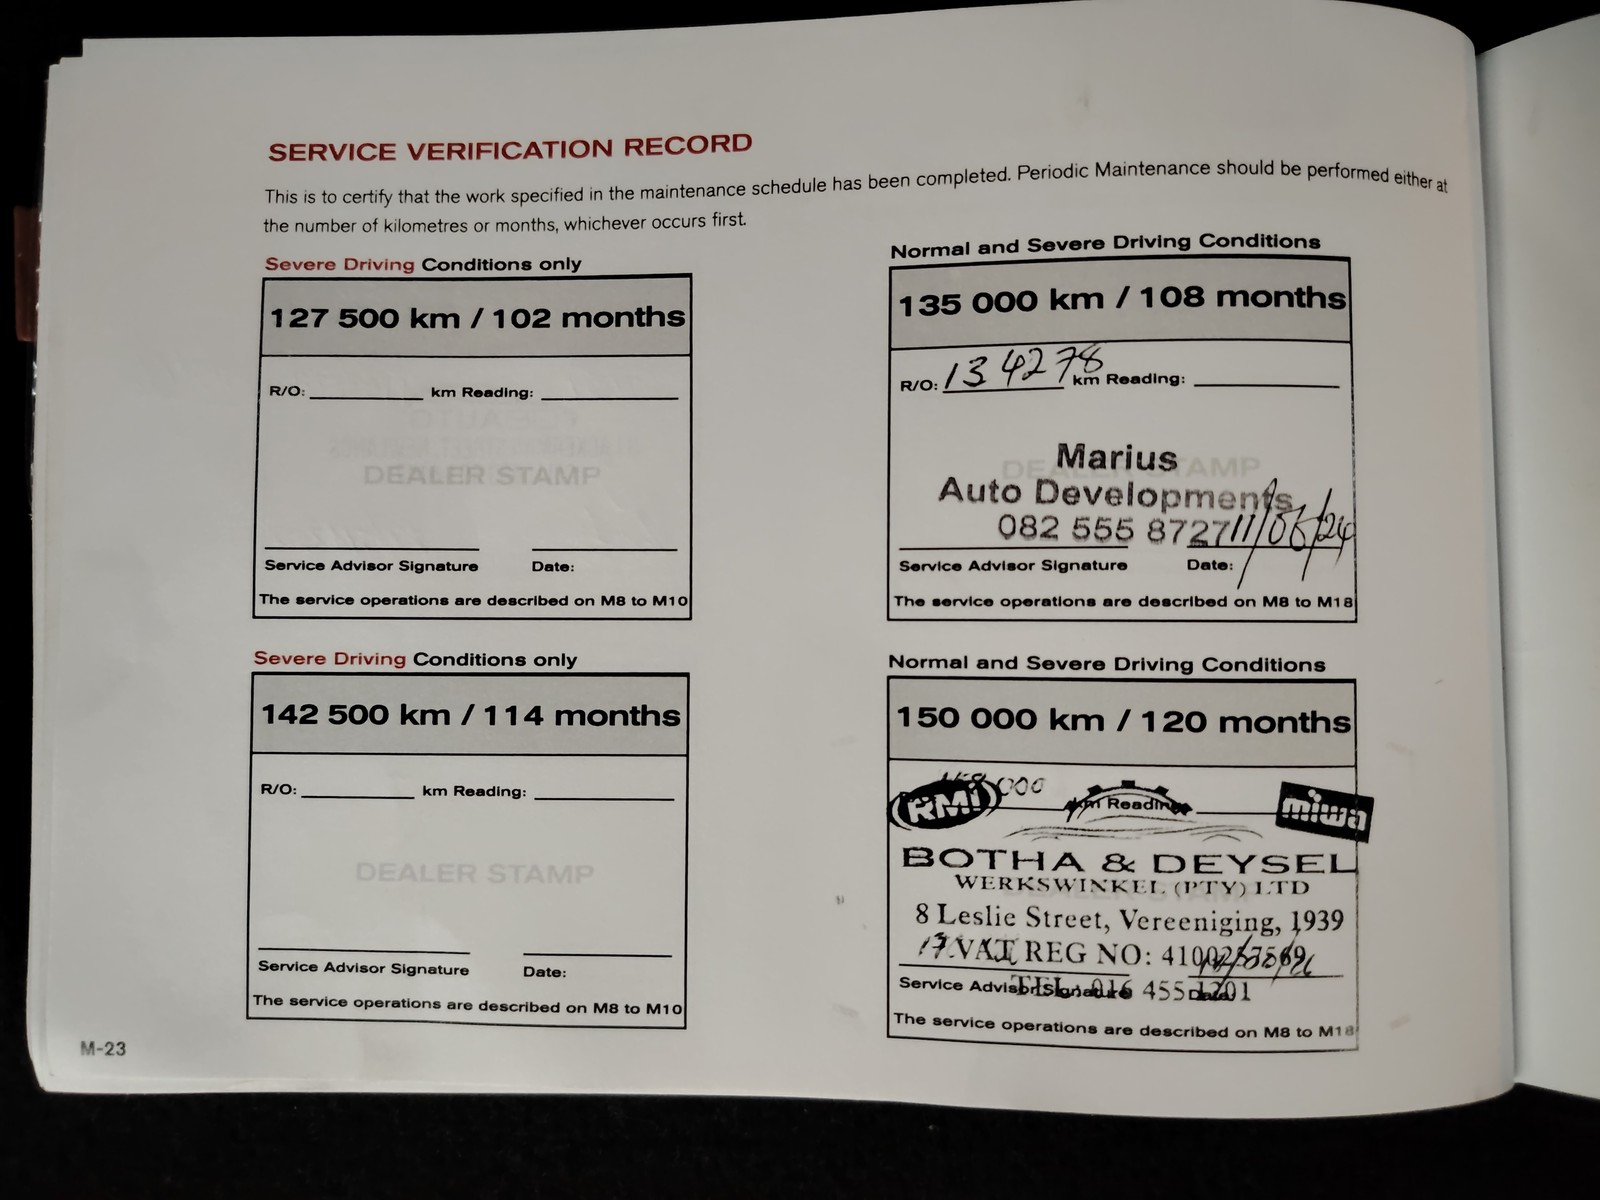 SERVICE VERIFICATION RECORD
This is to certify that the work specified in the maintenance schedule has been completed. Periodic Maintenance should be performed either at
the number of kilometres or months, whichever occurs first.
Severe Driving Conditions only
127 500 km / 102 months
R/O: km Reading:
DEALER STAMP
Service Advisor Signature Date:
The service operations are described on M8 to M10
Normal and Severe Driving Conditions
135 000 km / 108 months
R/O: 134278 km Reading:
DEALER STAMP
Marius
Auto Developments
082 555 8727 11/06/24
Service Advisor Signature Date:
The service operations are described on M8 to M18
Severe Driving Conditions only
142 500 km / 114 months
R/O: km Reading:
DEALER STAMP
Service Advisor Signature Date:
The service operations are described on M8 to M10
Normal and Severe Driving Conditions
150 000 km / 120 months
RMI km Reading miwa
BOTHA & DEYSEL
WERKSWINKEL (PTY) LTD
8 Leslie Street, Vereeniging, 1939
VAT REG NO: 4100257569
TEL: 016 455 1201
Service Advisor Signature Date:
The service operations are described on M8 to M18
M-23